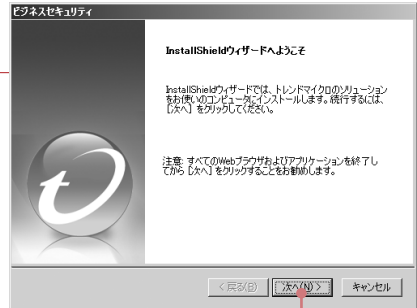 ビジネスセキュリティ
InstallShieldウィザードへようこそ
InstallShieldウィザードでは、トレンドマイクロのソリューション
をお使いのコンピュータにインストールします。続行するには、
[次へ] をクリックしてください。
注意: すべてのWebブラウザおよびアプリケーションを終了し
てから [次へ] をクリックすることをお勧めします。
< 戻る(B)
次へ(N) >
キャンセル